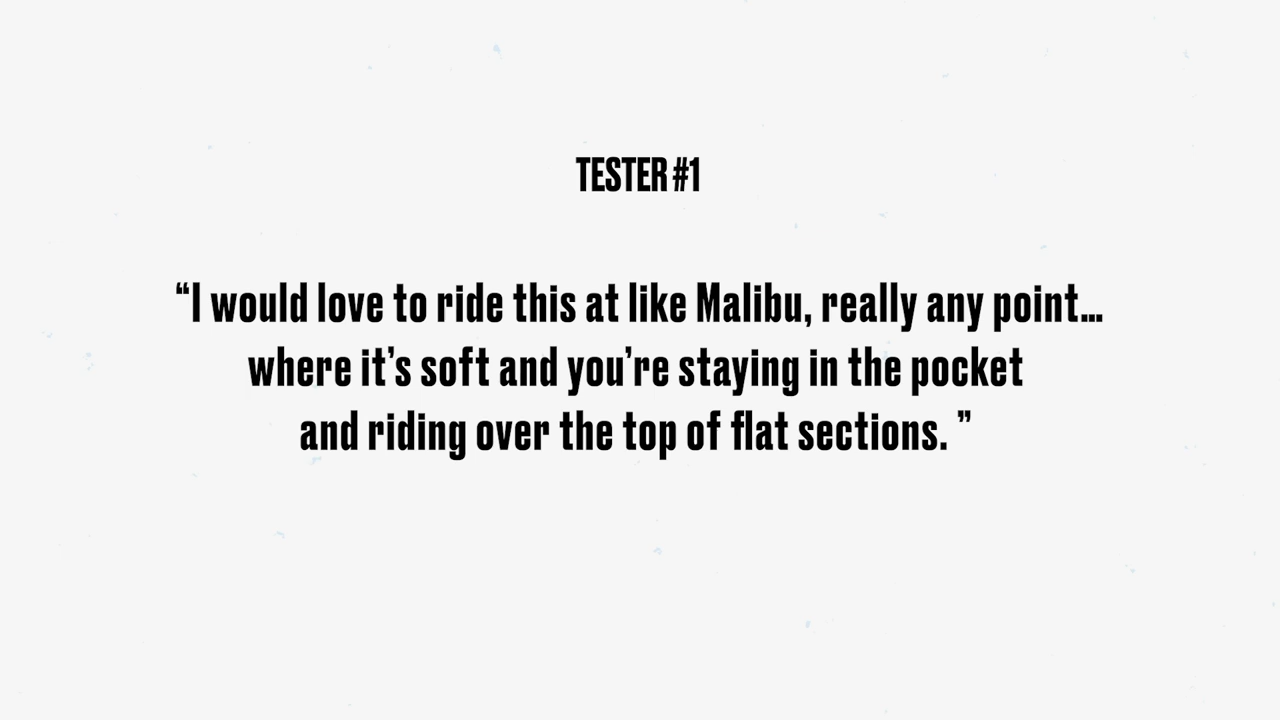 TESTER #1
“I would love to ride this at like Malibu, really any point...
where it’s soft and you’re staying in the pocket
and riding over the top of flat sections. ”